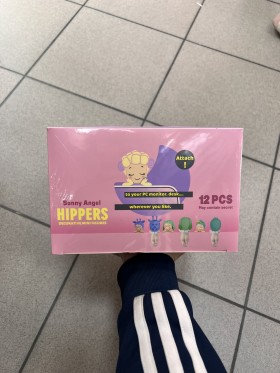 Attach
!
to your PC monitor, desk...
wherever you like.
Sonny Angel
HIPPERS
12 PCS